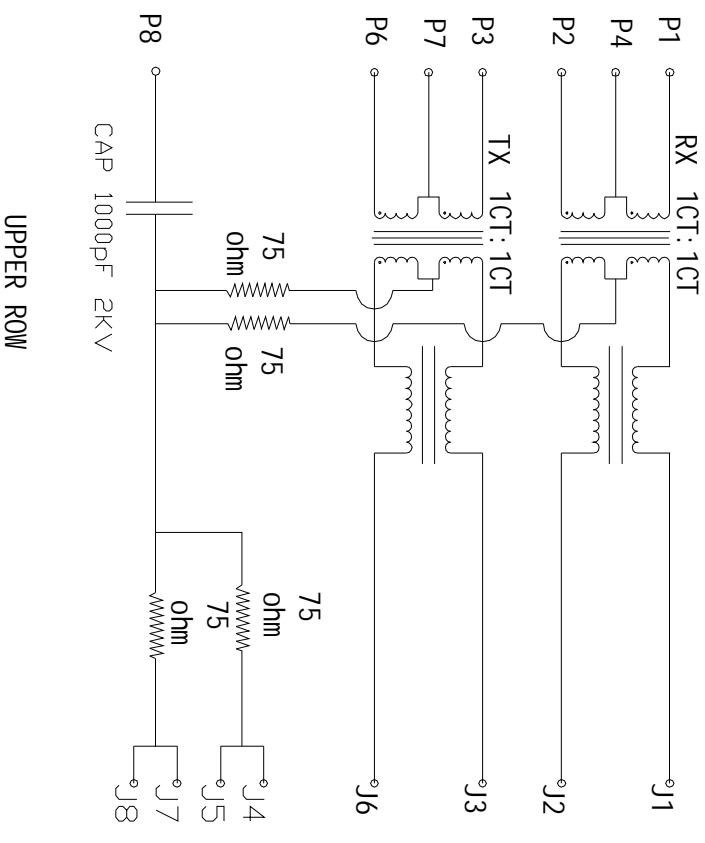 P1
P4
P2
P3
P7
P6
P8
RX 1CT:1CT
TX 1CT:1CT
75
ohm
75
ohm
CAP 1000pF 2KV
75
ohm
75
ohm
J1
J2
J3
J6
J4
J5
J7
J8
UPPER ROW